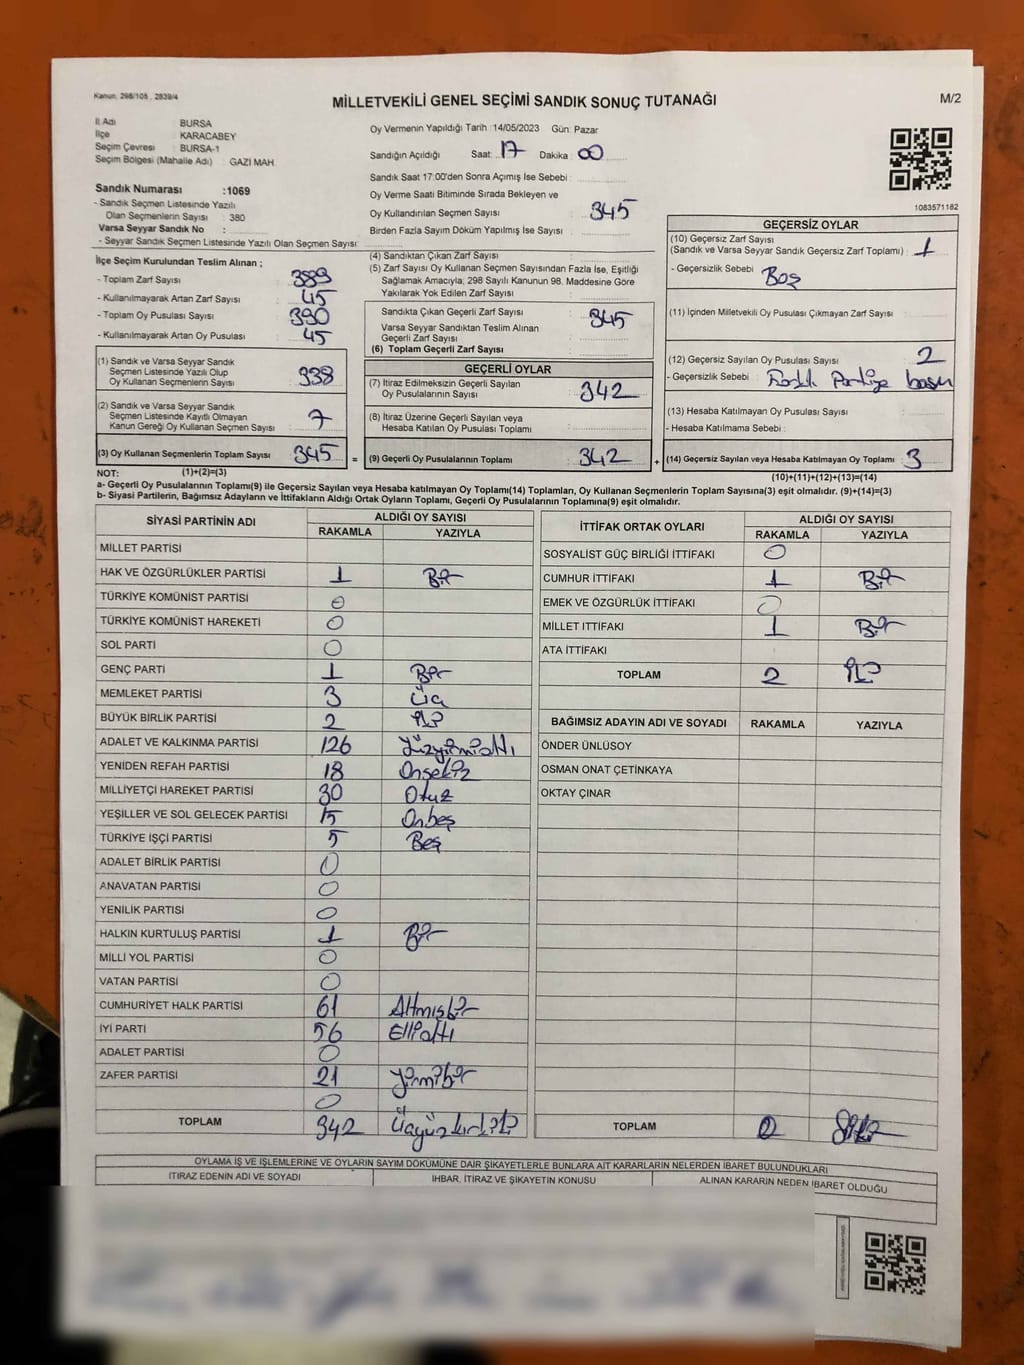 Kanun, 298/105 , 2839/4
MİLLETVEKİLİ GENEL SEÇİMİ SANDIK SONUÇ TUTANAĞI
M/2
İl Adı : BURSA
İlçe : KARACABEY
Seçim Çevresi : BURSA-1
Seçim Bölgesi (Mahalle Adı) : GAZİ MAH.
Sandık Numarası :1069
- Sandık Seçmen Listesinde Yazılı
Olan Seçmenlerin Sayısı : 380
Varsa Seyyar Sandık No :
- Seyyar Sandık Seçmen Listesinde Yazılı Olan Seçmen Sayısı:
Oy Vermenin Yapıldığı Tarih :14/05/2023 Gün: Pazar
Sandığın Açıldığı Saat: 17 Dakika: 00
Sandık Saat 17:00'den Sonra Açımış İse Sebebi :
Oy Verme Saati Bitiminde Sırada Bekleyen ve
Oy Kullandırılan Seçmen Sayısı : 345
Birden Fazla Sayım Döküm Yapılmış İse Sayısı :
1083571182
İlçe Seçim Kurulundan Teslim Alınan ;
- Toplam Zarf Sayısı : 389
- Kullanılmayarak Artan Zarf Sayısı : 45
- Toplam Oy Pusulası Sayısı : 390
- Kullanılmayarak Artan Oy Pusulası : 45
(1) Sandık ve Varsa Seyyar Sandık
Seçmen Listesinde Yazılı Olup
Oy Kullanan Seçmenlerin Sayısı : 338
(2) Sandık ve Varsa Seyyar Sandık
Seçmen Listesinde Kayıtlı Olmayan
Kanun Gereği Oy Kullanan Seçmen Sayısı : 7
(3) Oy Kullanan Seçmenlerin Toplam Sayısı : 345 =
(4) Sandıktan Çıkan Zarf Sayısı :
(5) Zarf Sayısı Oy Kullanan Seçmen Sayısından Fazla İse, Eşitliği
Sağlamak Amacıyla, 298 Sayılı Kanunun 98. Maddesine Göre
Yakılarak Yok Edilen Zarf Sayısı :
Sandıkta Çıkan Geçerli Zarf Sayısı : 345
Varsa Seyyar Sandıktan Teslim Alınan
Geçerli Zarf Sayısı :
(6) Toplam Geçerli Zarf Sayısı :
GEÇERLİ OYLAR
(7) İtiraz Edilmeksizin Geçerli Sayılan
Oy Pusulalarının Sayısı : 342
(8) İtiraz Üzerine Geçerli Sayılan veya
Hesaba Katılan Oy Pusulası Toplamı :
(9) Geçerli Oy Pusulalarının Toplamı : 342 +
GEÇERSİZ OYLAR
(10) Geçersiz Zarf Sayısı
(Sandık ve Varsa Seyyar Sandık Geçersiz Zarf Toplamı) : 1
- Geçersizlik Sebebi : Boş
(11) İçinden Milletvekili Oy Pusulası Çıkmayan Zarf Sayısı :
(12) Geçersiz Sayılan Oy Pusulası Sayısı : 2
- Geçersizlik Sebebi : Farklı Partiye basım
(13) Hesaba Katılmayan Oy Pusulası Sayısı :
- Hesaba Katılmama Sebebi :
(14) Geçersiz Sayılan veya Hesaba Katılmayan Oy Toplamı : 3
NOT: (1)+(2)=(3)
(10)+(11)+(12)+(13)=(14)
a- Geçerli Oy Pusulalarının Toplamı(9) ile Geçersiz Sayılan veya Hesaba katılmayan Oy Toplamı(14) Toplamları, Oy Kullanan Seçmenlerin Toplam Sayısına(3) eşit olmalıdır. (9)+(14)=(3)
b- Siyasi Partilerin, Bağımsız Adayların ve İttifakların Aldığı Ortak Oyların Toplamı, Geçerli Oy Pusulalarının Toplamına(9) eşit olmalıdır.
SİYASİ PARTİNİN ADI ALDIĞI OY SAYISI
RAKAMLA YAZIYLA
MİLLET PARTİSİ
HAK VE ÖZGÜRLÜKLER PARTİSİ 1 Bir
TÜRKİYE KOMÜNİST PARTİSİ 0
TÜRKİYE KOMÜNİST HAREKETİ 0
SOL PARTİ 0
GENÇ PARTİ 1 Bir
MEMLEKET PARTİSİ 3 Üç
BÜYÜK BİRLİK PARTİSİ 2 İki
ADALET VE KALKINMA PARTİSİ 126 Yüzyirmialtı
YENİDEN REFAH PARTİSİ 18 Onsekiz
MİLLİYETÇİ HAREKET PARTİSİ 30 Otuz
YEŞİLLER VE SOL GELECEK PARTİSİ 15 Onbeş
TÜRKİYE İŞÇİ PARTİSİ 5 Beş
ADALET BİRLİK PARTİSİ 0
ANAVATAN PARTİSİ 0
YENİLİK PARTİSİ 0
HALKIN KURTULUŞ PARTİSİ 1 Bir
MİLLİ YOL PARTİSİ 0
VATAN PARTİSİ 0
CUMHURİYET HALK PARTİSİ 61 Altmışbir
İYİ PARTİ 56 Ellialtı
ADALET PARTİSİ 0
ZAFER PARTİSİ 21 Yirmibir
0
TOPLAM 342 Üçyüzkırkiki
İTTİFAK ORTAK OYLARI ALDIĞI OY SAYISI
RAKAMLA YAZIYLA
SOSYALİST GÜÇ BİRLİĞİ İTTİFAKI 0
CUMHUR İTTİFAKI 1 Bir
EMEK VE ÖZGÜRLÜK İTTİFAKI 0
MİLLET İTTİFAKI 1 Bir
ATA İTTİFAKI
TOPLAM 2 İki
BAĞIMSIZ ADAYIN ADI VE SOYADI RAKAMLA YAZIYLA
ÖNDER ÜNLÜSOY
OSMAN ONAT ÇETİNKAYA
OKTAY ÇINAR
TOPLAM 0
OYLAMA İŞ VE İŞLEMLERİNE VE OYLARIN SAYIM DÖKÜMÜNE DAİR ŞİKAYETLERLE BUNLARA AİT KARARLARIN NELERDEN İBARET BULUNDUKLARI
İTİRAZ EDENİN ADI VE SOYADI İHBAR, İTİRAZ VE ŞİKAYETİN KONUSU ALINAN KARARIN NEDEN İBARET OLDUĞU